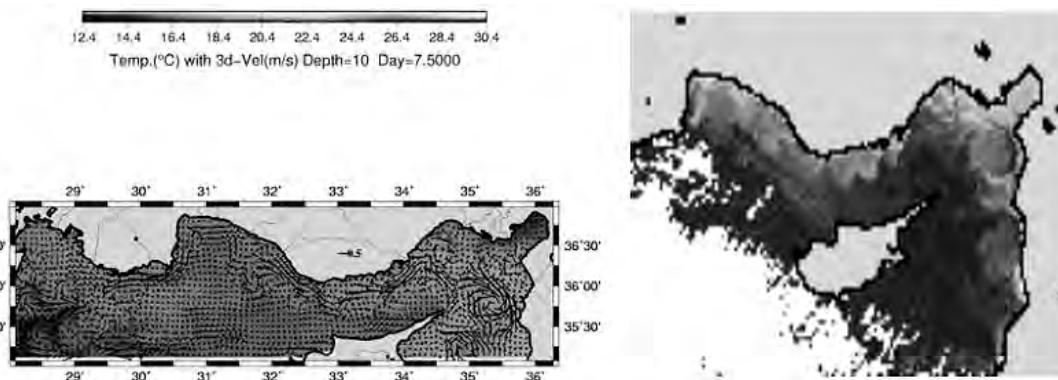 12.4 14.4 16.4 18.4 20.4 22.4 24.4 26.4 28.4 30.4
Temp.(°C) with 3d-Vel(m/s) Depth=10 Day=7.5000
29˚ 30˚ 31˚ 32˚ 33˚ 34˚ 35˚ 36˚
0.5
36˚30'
36˚00'
35˚30'
29˚ 30˚ 31˚ 32˚ 33˚ 34˚ 35˚ 36˚